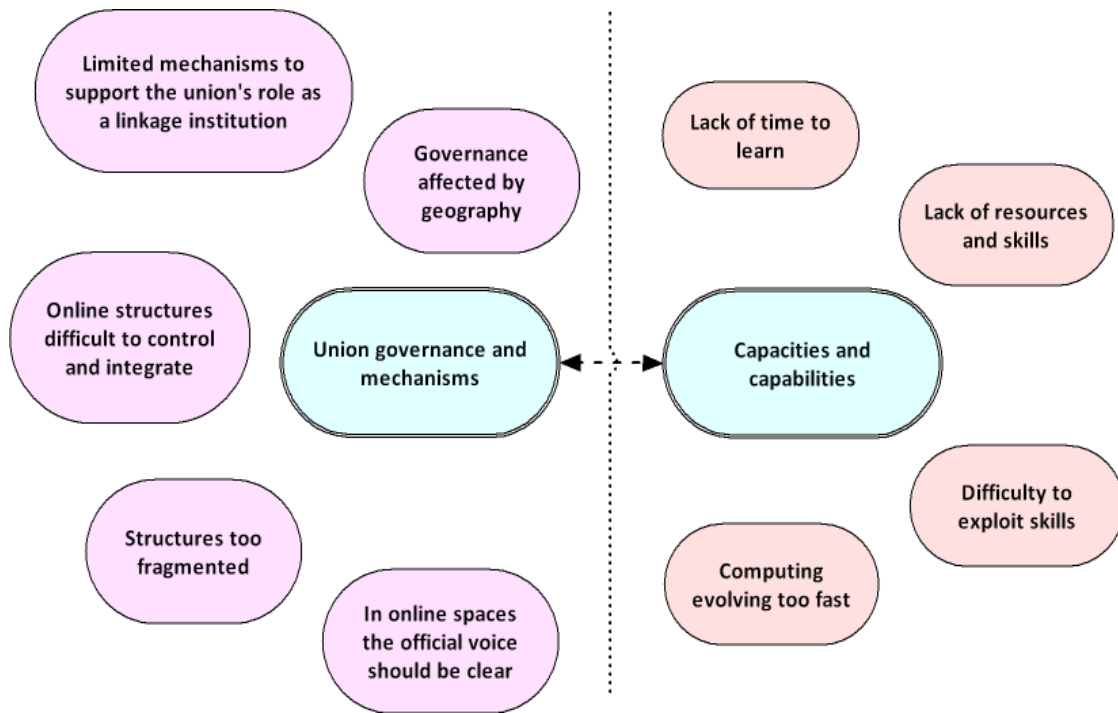 Limited mechanisms to
support the union's role as
a linkage institution
Governance
affected by
geography
Online structures
difficult to control
and integrate
Union governance and
mechanisms
Structures too
fragmented
In online spaces
the official voice
should be clear
Lack of time to
learn
Lack of resources
and skills
Capacities and
capabilities
Difficulty to
exploit skills
Computing
evolving too fast